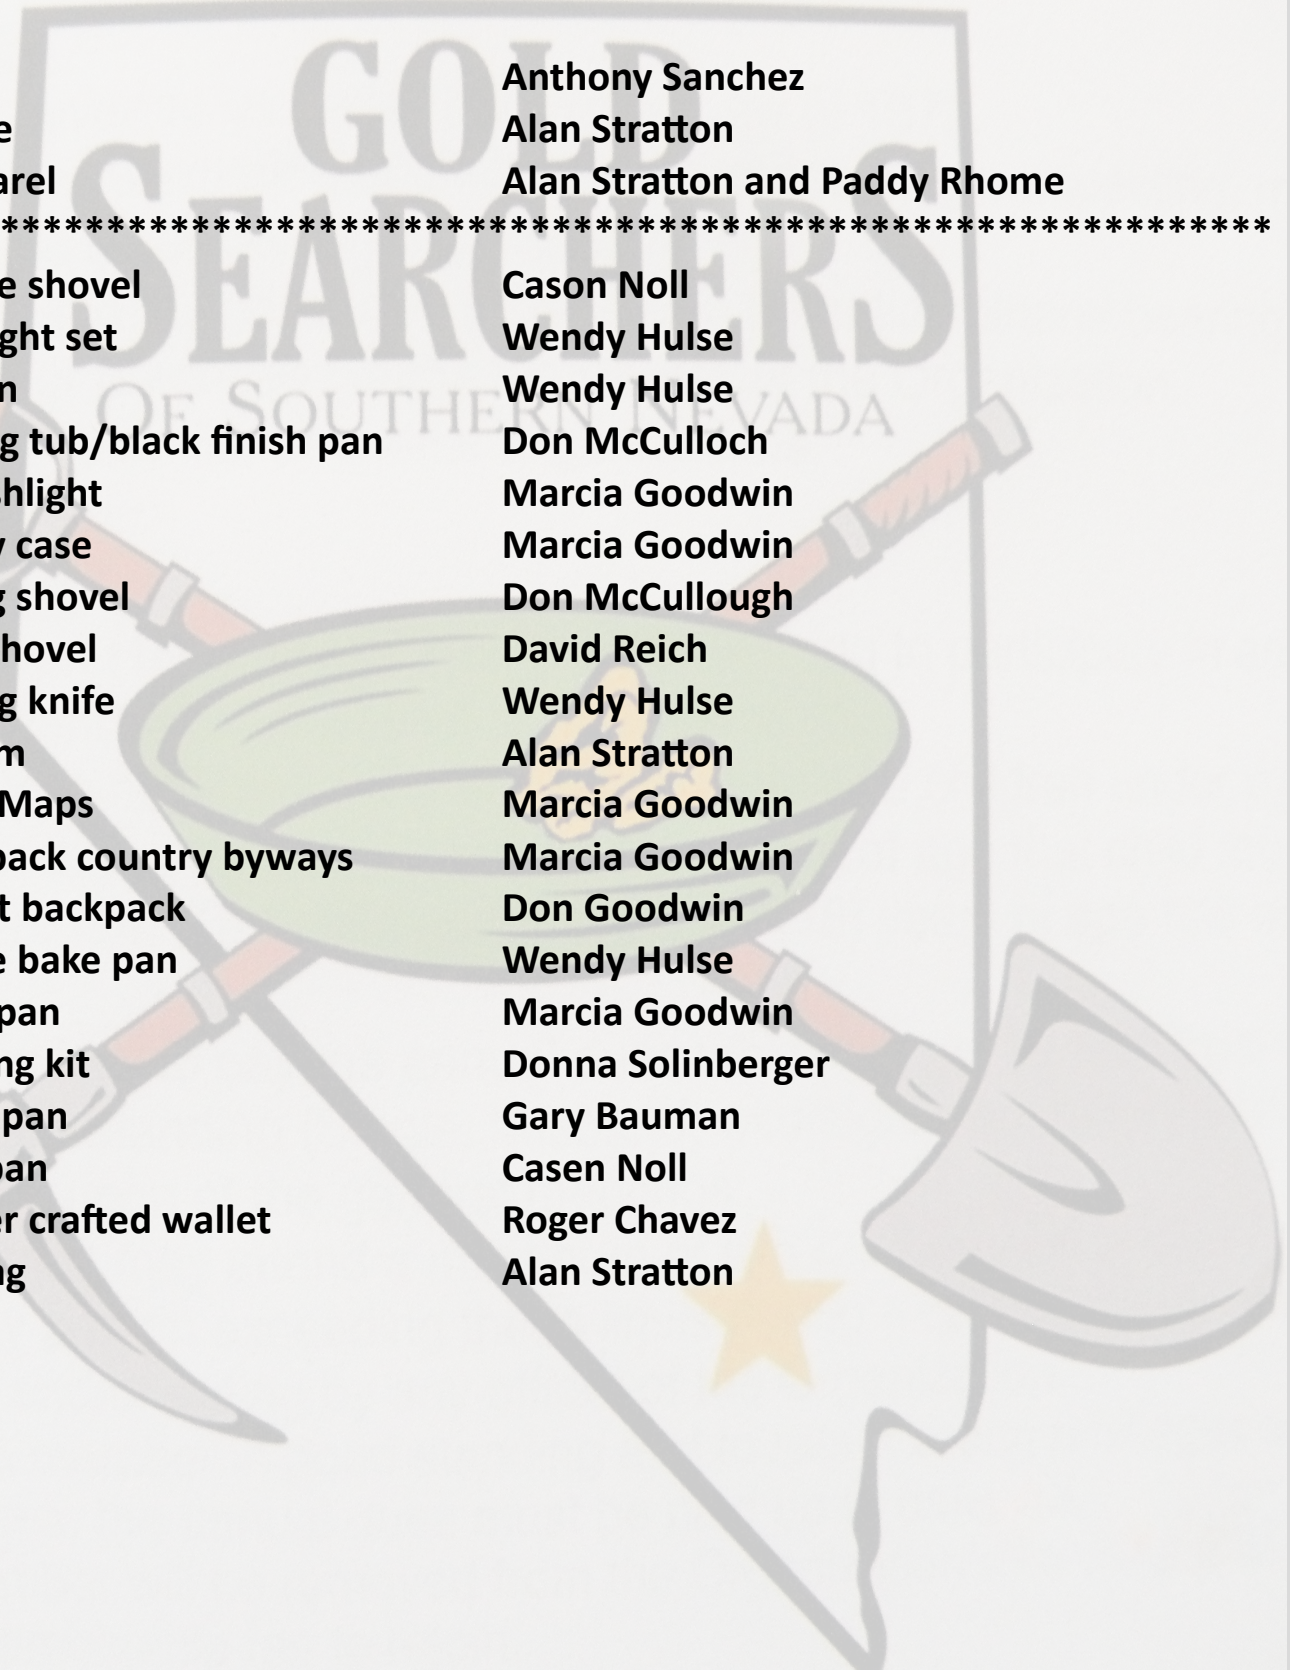 GOLD
SEARCHERS
OF SOUTHERN NEVADA
Anthony Sanchez
e Alan Stratton
arel Alan Stratton and Paddy Rhome
************************************************************
e shovel Cason Noll
ght set Wendy Hulse
n Wendy Hulse
g tub/black finish pan Don McCulloch
shlight Marcia Goodwin
y case Marcia Goodwin
g shovel Don McCullough
hovel David Reich
g knife Wendy Hulse
m Alan Stratton
Maps Marcia Goodwin
back country byways Marcia Goodwin
t backpack Don Goodwin
e bake pan Wendy Hulse
pan Marcia Goodwin
ng kit Donna Solinberger
pan Gary Bauman
pan Casen Noll
er crafted wallet Roger Chavez
ng Alan Stratton